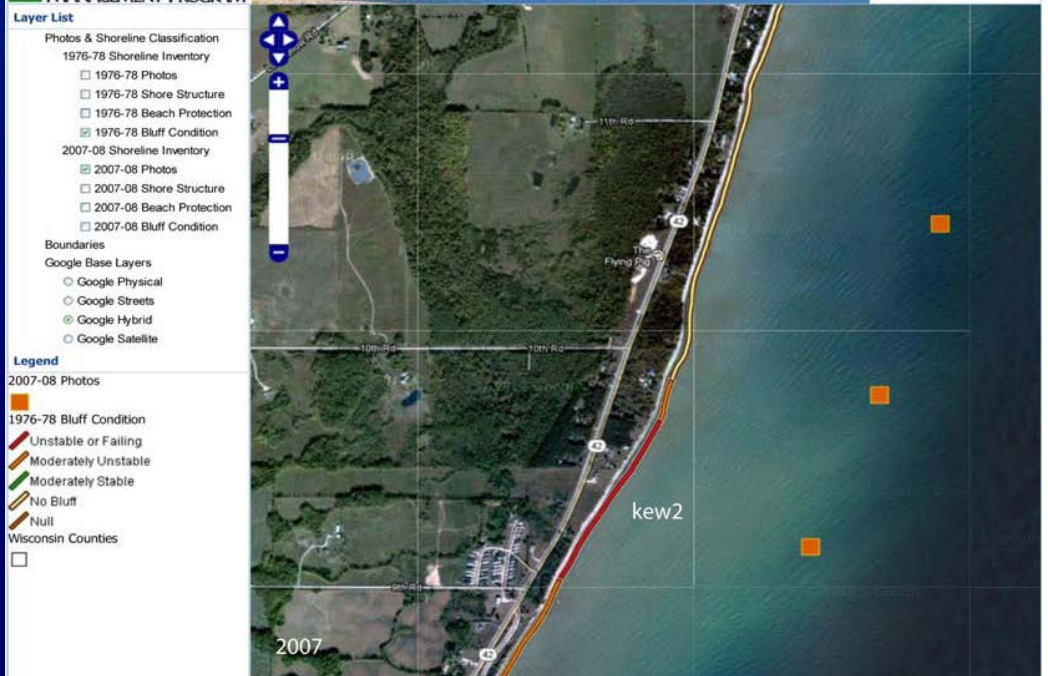 MANAGEMENT PROGRAM
Layer List
Photos & Shoreline Classification
1976-78 Shoreline Inventory
1976-78 Photos
1976-78 Shore Structure
1976-78 Beach Protection
1976-78 Bluff Condition
2007-08 Shoreline Inventory
2007-08 Photos
2007-08 Shore Structure
2007-08 Beach Protection
2007-08 Bluff Condition
Boundaries
Google Base Layers
Google Physical
Google Streets
Google Hybrid
Google Satellite
Legend
2007-08 Photos
1976-78 Bluff Condition
Unstable or Failing
Moderately Unstable
Moderately Stable
No Bluff
Null
Wisconsin Counties
Rd
11th Rd
42
The
Flying Pig
10th Rd
10th Rd
42
kew2
9th Rd
2007
42